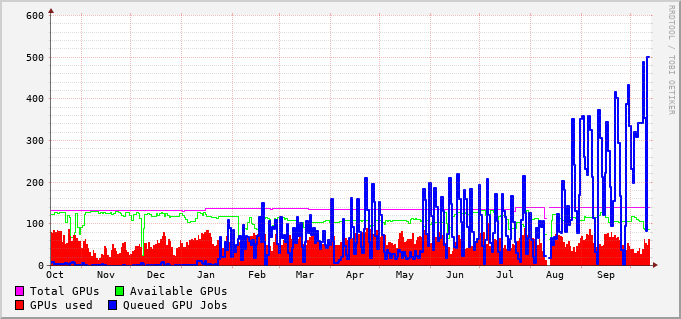 600
500
400
300
200
100
0
Oct Nov Dec Jan Feb Mar Apr May Jun Jul Aug Sep
Total GPUs Available GPUs
GPUs used Queued GPU Jobs
RRDTOOL / TOBI OETIKER